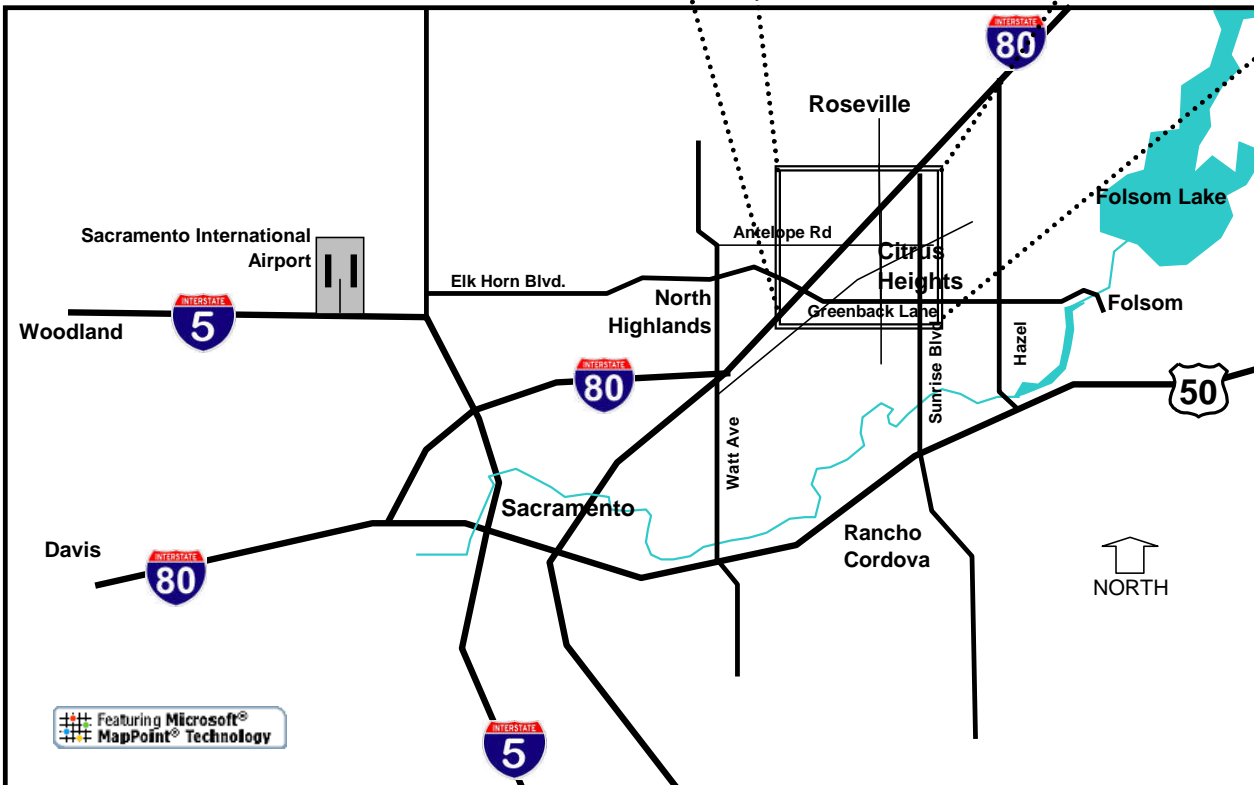 INTERSTATE
80
Roseville
Folsom Lake
Antelope Rd
Sacramento International
Airport
Citrus
Heights
Elk Horn Blvd.
North
Highlands
Greenback Lane
Folsom
INTERSTATE
5
Woodland
Sunrise Blvd
Hazel
INTERSTATE
80
50
Watt Ave
Sacramento
Rancho
Cordova
Davis
INTERSTATE
80
NORTH
Featuring Microsoft®
MapPoint® Technology
INTERSTATE
5